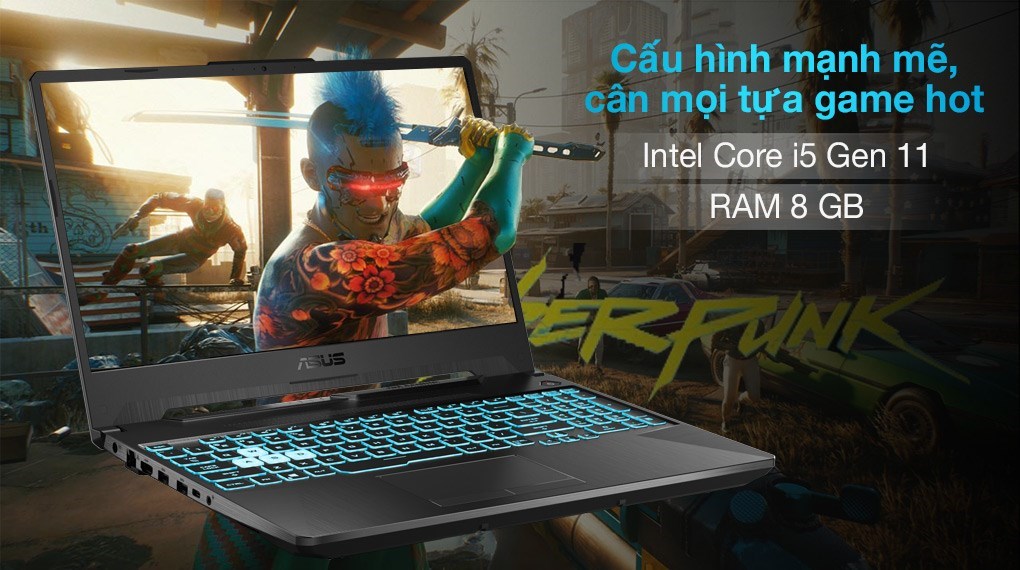 Cấu hình mạnh mẽ,
cân mọi tựa game hot
Intel Core i5 Gen 11
RAM 8 GB
ERPUNK
ASUS